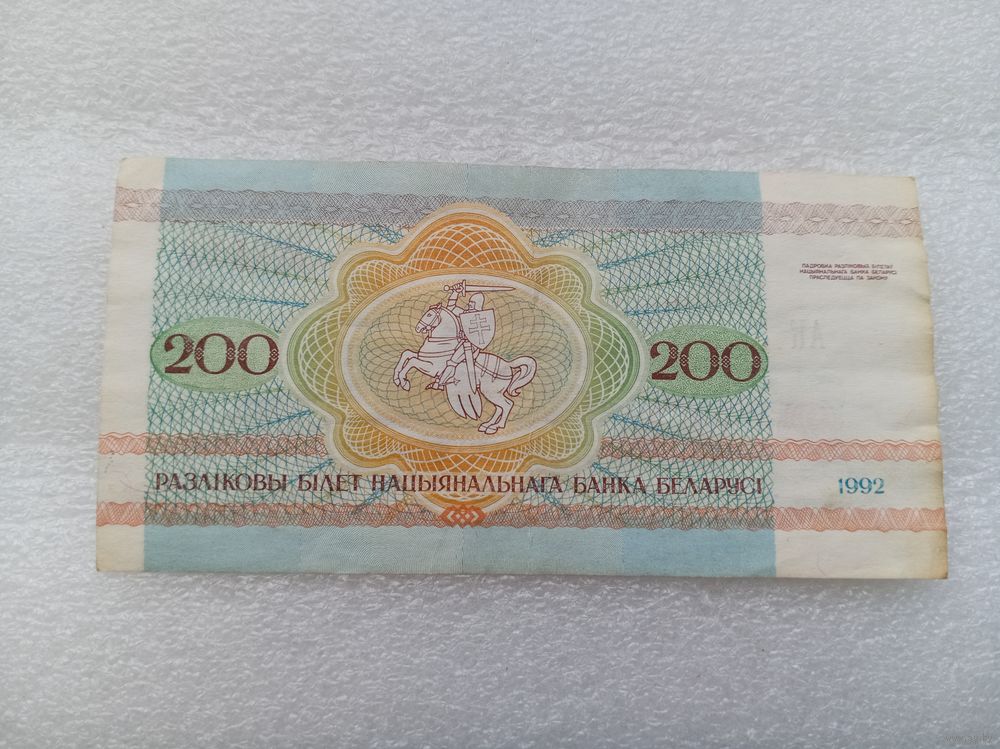 ПАДРОБКА РАЗЛІКОВЫХ БІЛЕТАЎ
НАЦЫЯНАЛЬНАГА БАНКА БЕЛАРУСІ
ПРАСЛЕДУЕЦЦА ПА ЗАКОНУ
200 200
РАЗЛІКОВЫ БІЛЕТ НАЦЫЯНАЛЬНАГА БАНКА БЕЛАРУСІ 1992